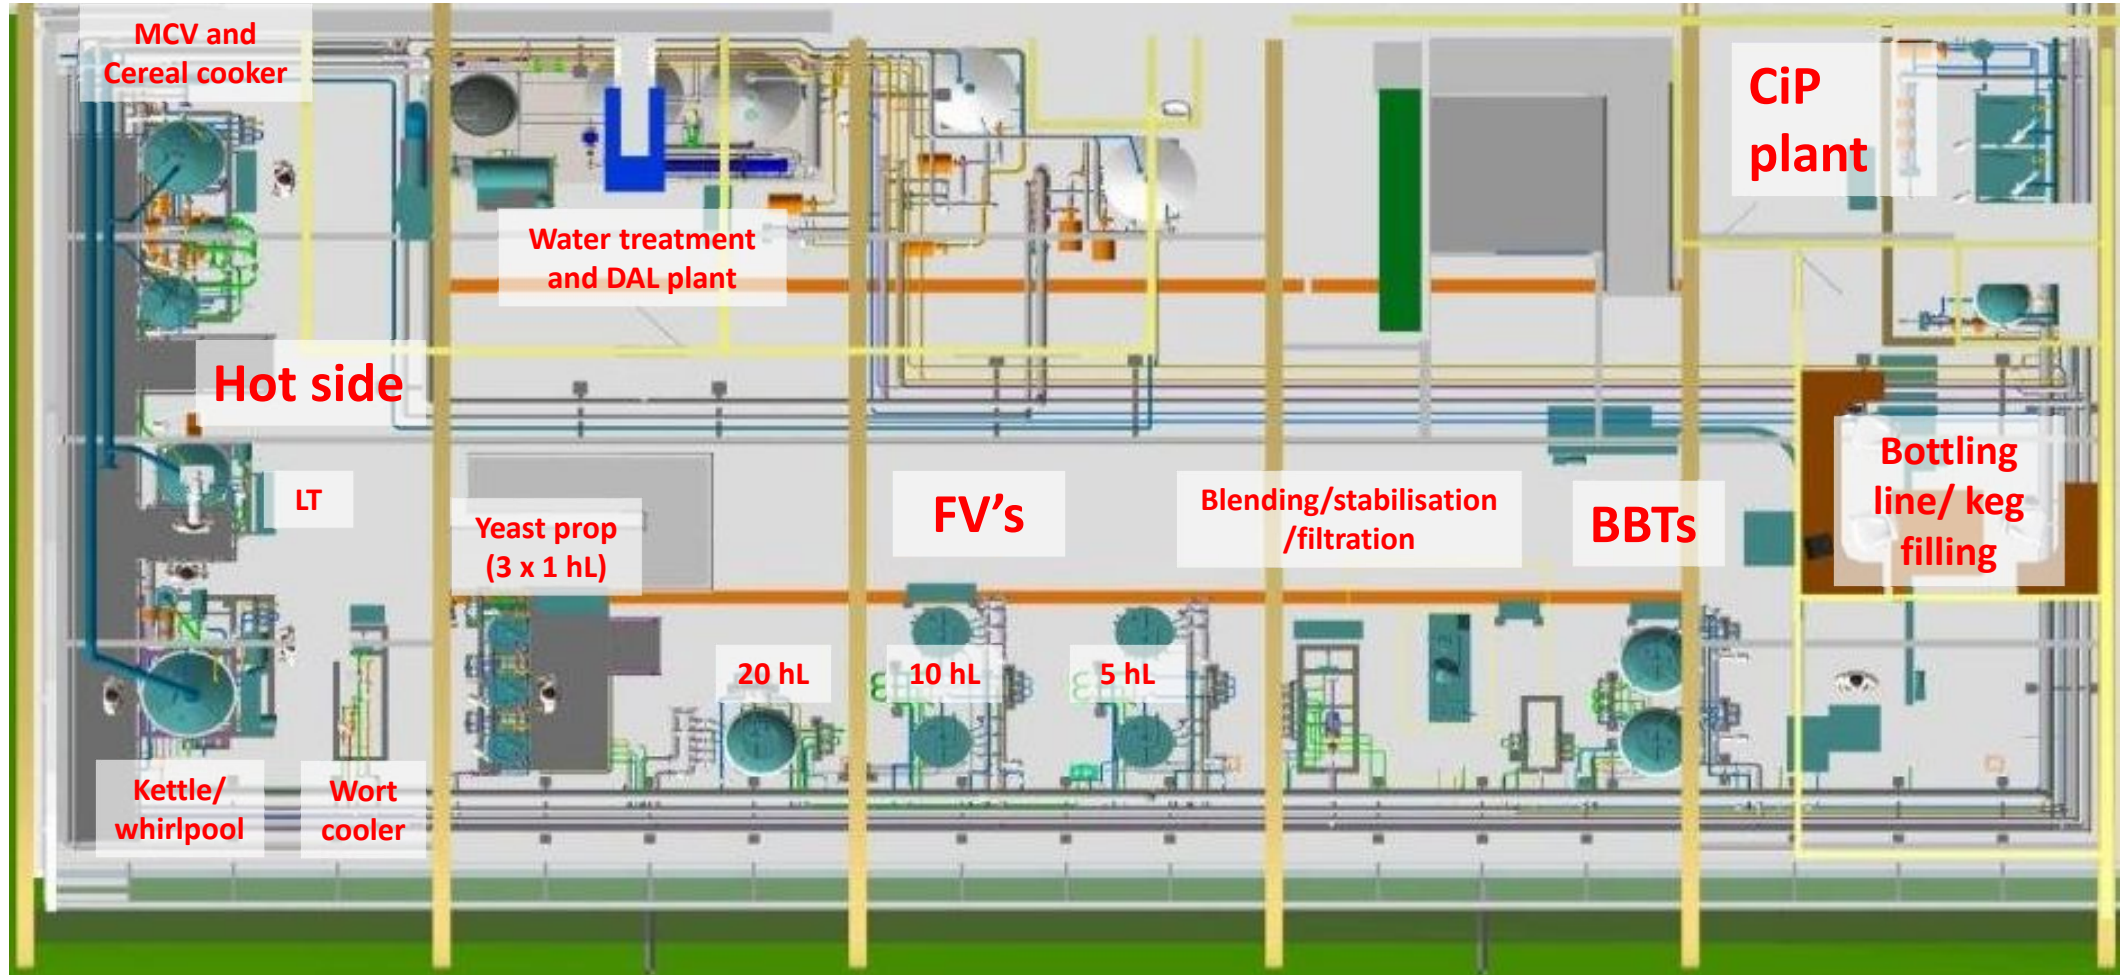 MCV and
Cereal cooker
CiP
plant
Water treatment
and DAL plant
Hot side
LT
Yeast prop
(3 x 1 hL)
FV's
Blending/stabilisation
/filtration
BBTs
Bottling
line/ keg
filling
20 hL
10 hL
5 hL
Kettle/
whirlpool
Wort
cooler